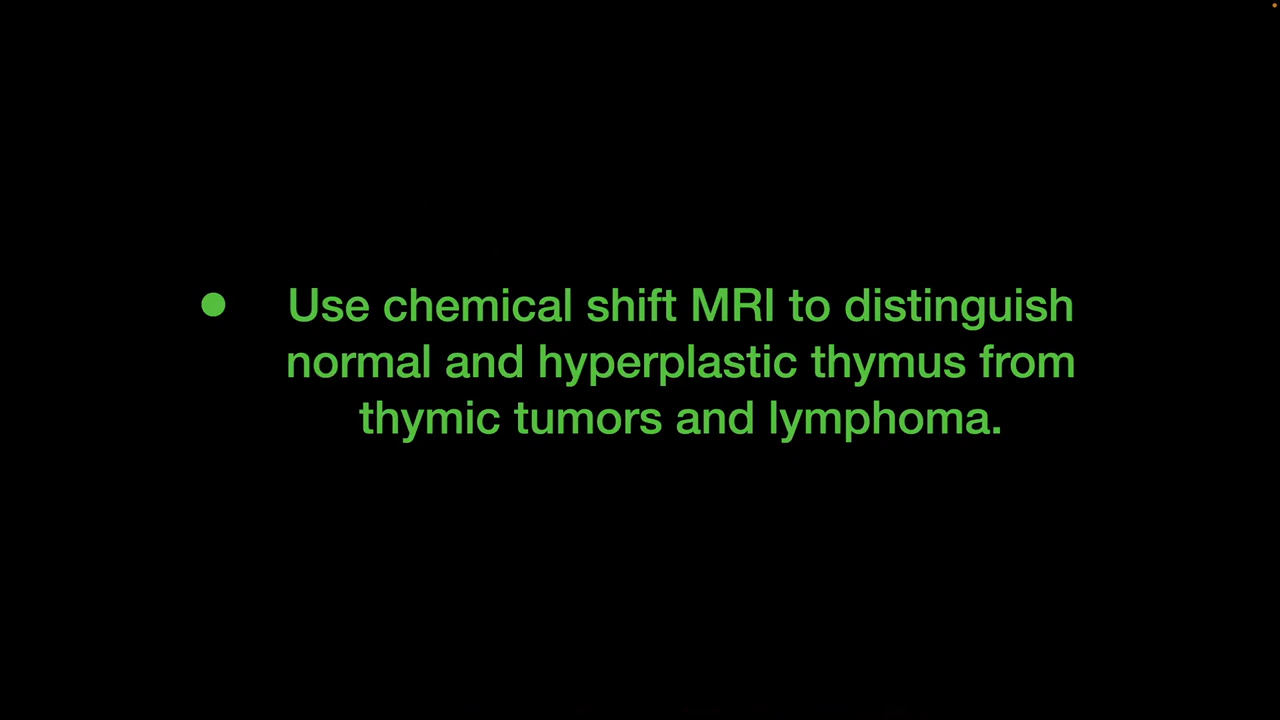 ● Use chemical shift MRI to distinguish
normal and hyperplastic thymus from
thymic tumors and lymphoma.